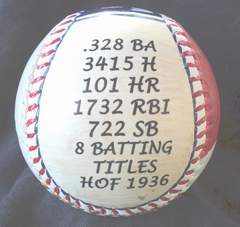 .328 BA
3415 H
101 HR
1732 RBI
722 SB
8 BATTING
TITLES
HOF 1936